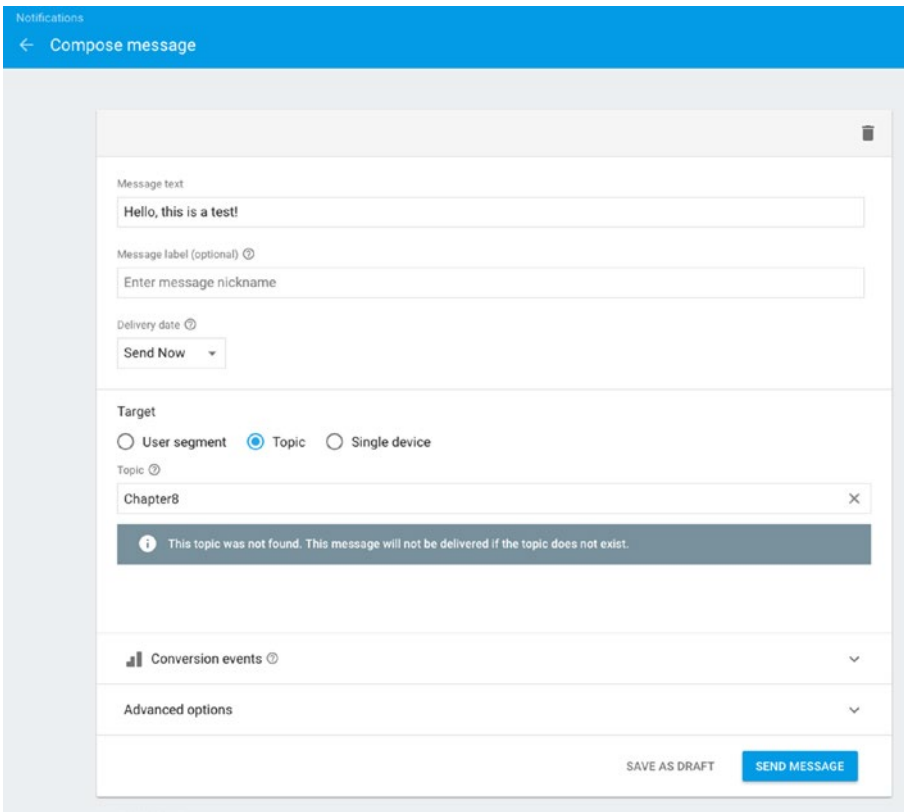 Notifications
Compose message
Message text
Hello, this is a test!
Message label (optional)
Enter message nickname
Delivery date
Send Now
Target
User segment Topic Single device
Topic
Chapter8
This topic was not found. This message will not be delivered if the topic does not exist.
Conversion events
Advanced options
SAVE AS DRAFT SEND MESSAGE